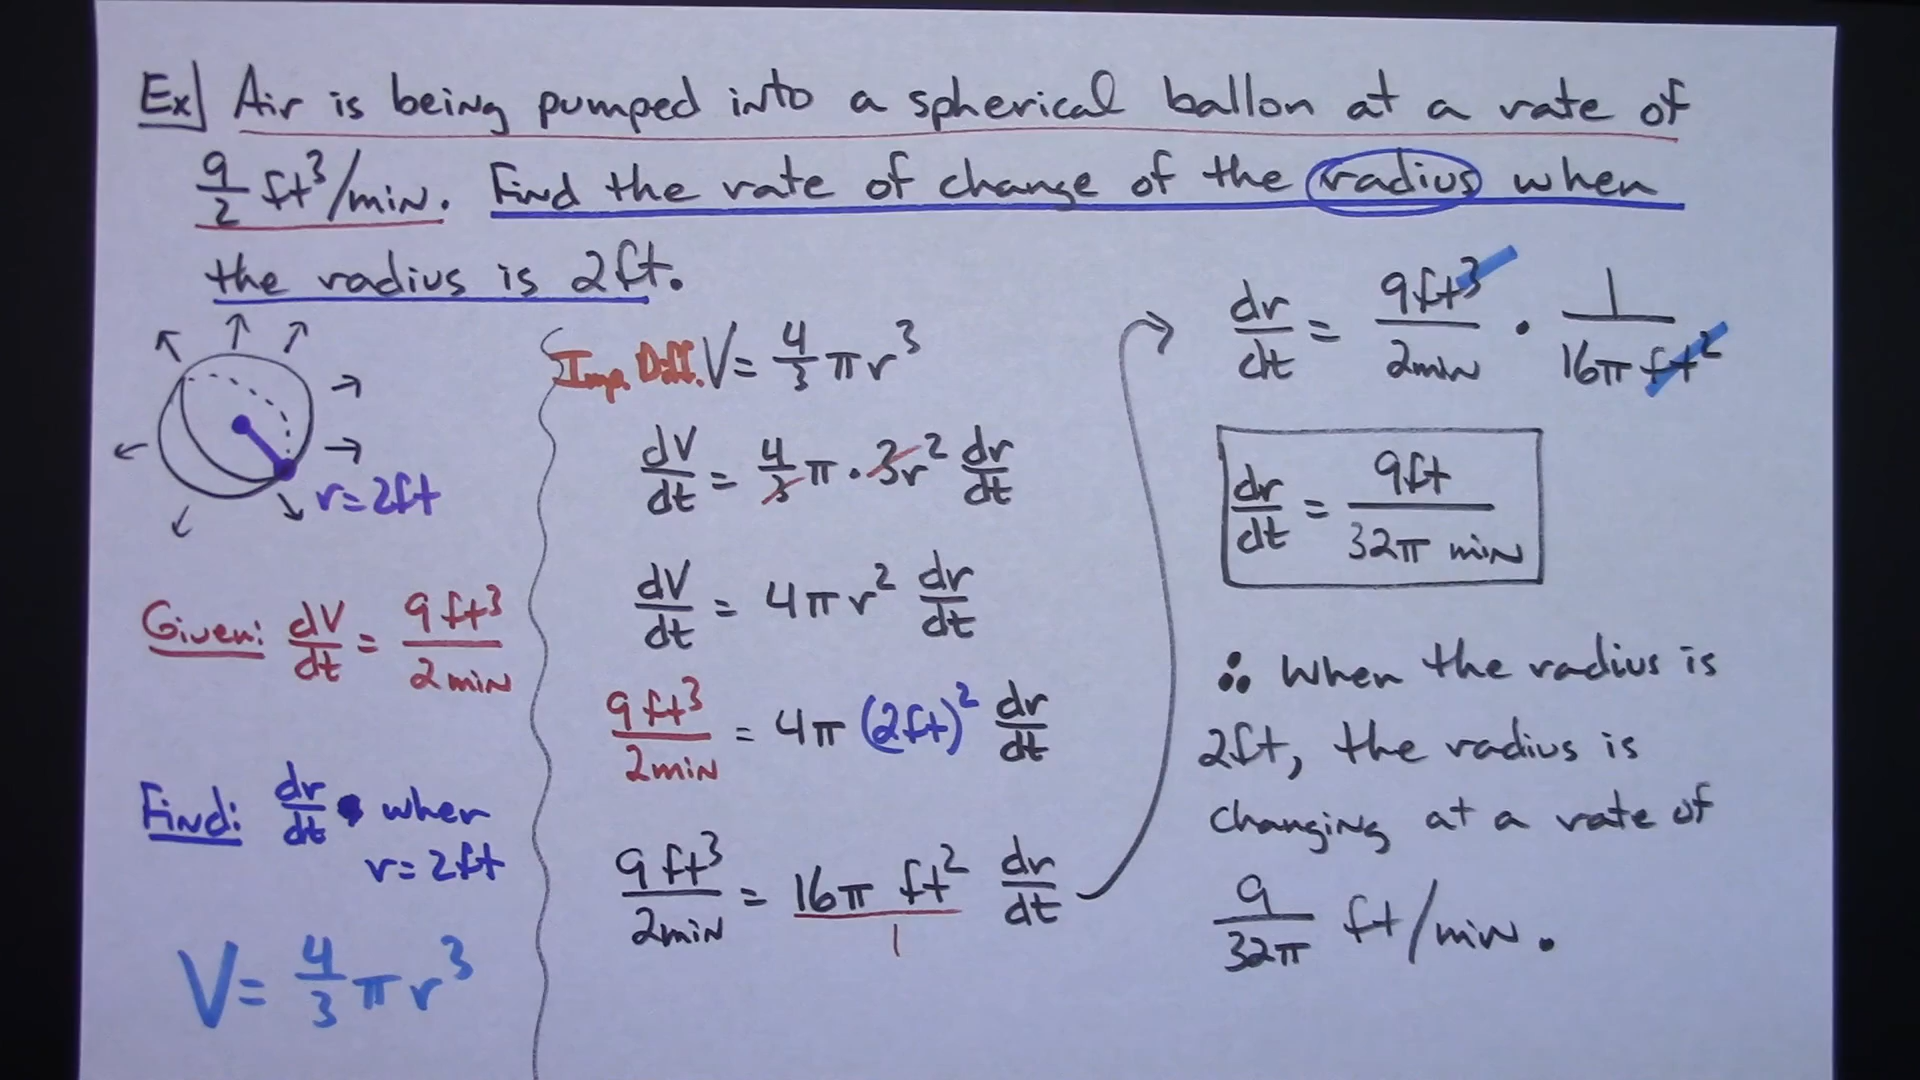 Ex] Air is being pumped into a spherical ballon at a rate of
9/2 ft³/min. Find the rate of change of the radius when
the radius is 2ft.
r=2ft
Given: dV/dt = 9ft³/2min
Find: dr/dt when
r=2ft
V= 4/3 πr³
Imp. Diff. V= 4/3 πr³
dV/dt = 4/3 π · 3r² dr/dt
dV/dt = 4πr² dr/dt
9ft³/2min = 4π (2ft)² dr/dt
9ft³/2min = 16π ft²/1 dr/dt
dr/dt = 9ft³/2min · 1/16π ft²
dr/dt = 9ft/32π min
∴ When the radius is
2ft, the radius is
changing at a rate of
9/32π ft/min.